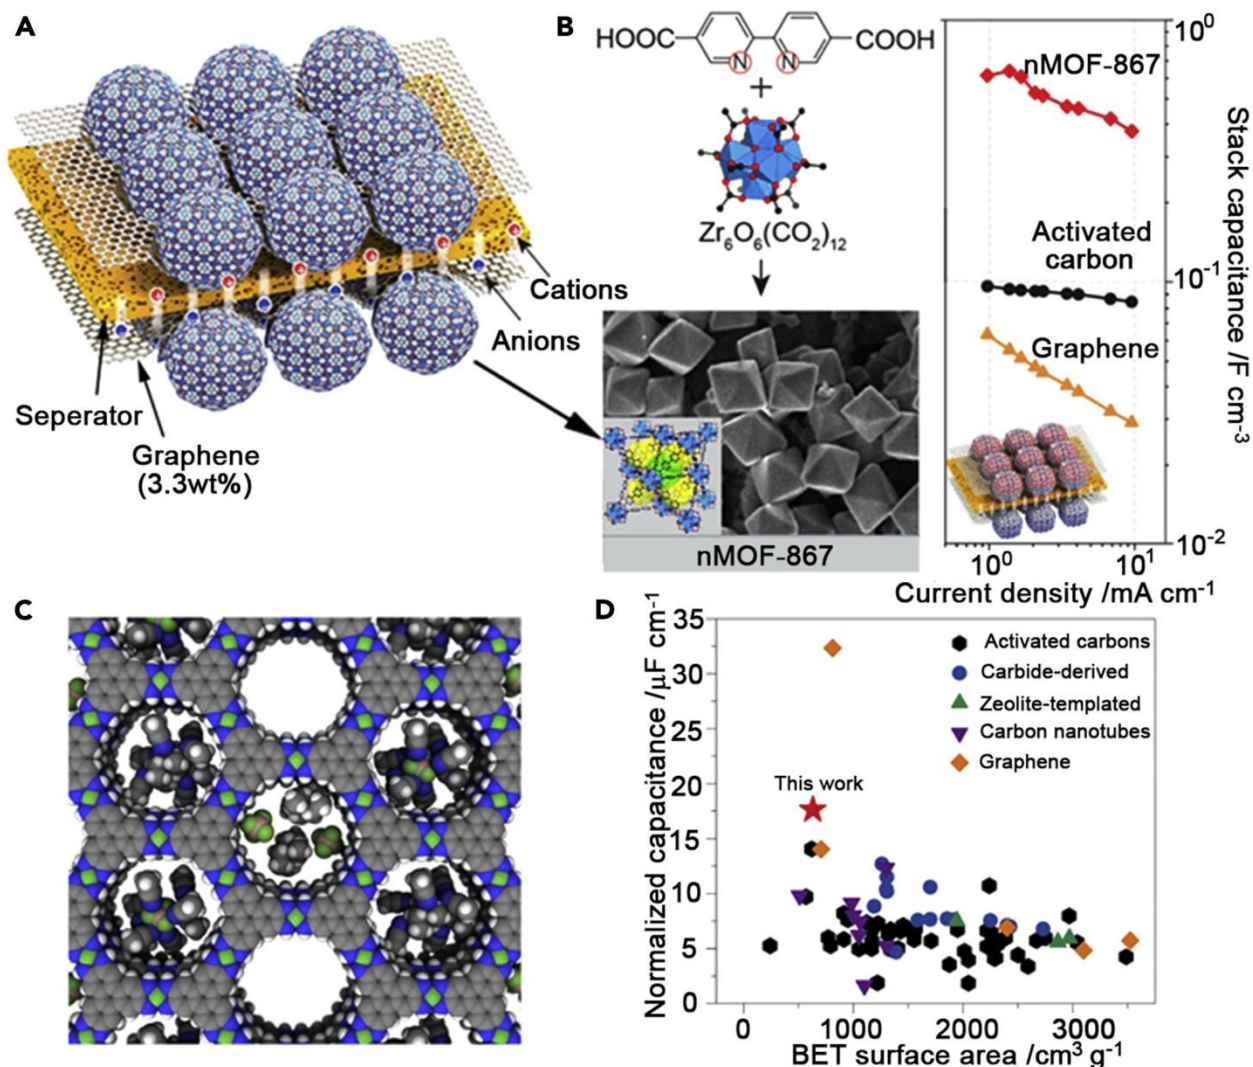 A
Cations
Anions
Seperator
Graphene
(3.3wt%)
B
HOOC
COOH
N
N
+
Zr6O6(CO2)12
nMOF-867
nMOF-867
Activated
carbon
Graphene
10^0
10^-1
10^-2
Stack capacitance /F cm^-3
10^0
10^1
Current density /mA cm^-1
C
D
35
30
25
20
15
10
5
0
Normalized capacitance /μF cm^-1
Activated carbons
Carbide-derived
Zeolite-templated
Carbon nanotubes
Graphene
This work
0
1000
2000
3000
BET surface area /cm^3 g^-1